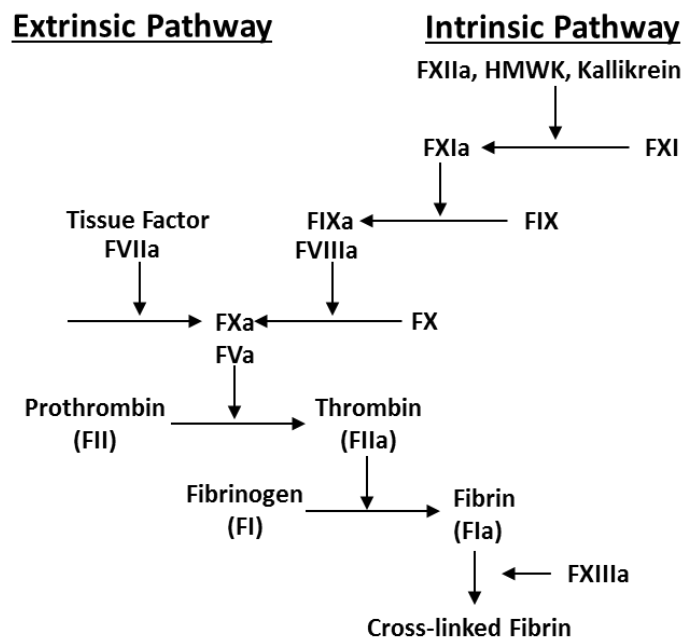 Extrinsic Pathway
Intrinsic Pathway
FXIIa, HMWK, Kallikrein
FXIa
FXI
Tissue Factor
FVIIa
FIXa
FVIIIa
FIX
FXa
FVa
FX
Prothrombin
(FII)
Thrombin
(FIIa)
Fibrinogen
(FI)
Fibrin
(FIa)
FXIIIa
Cross-linked Fibrin